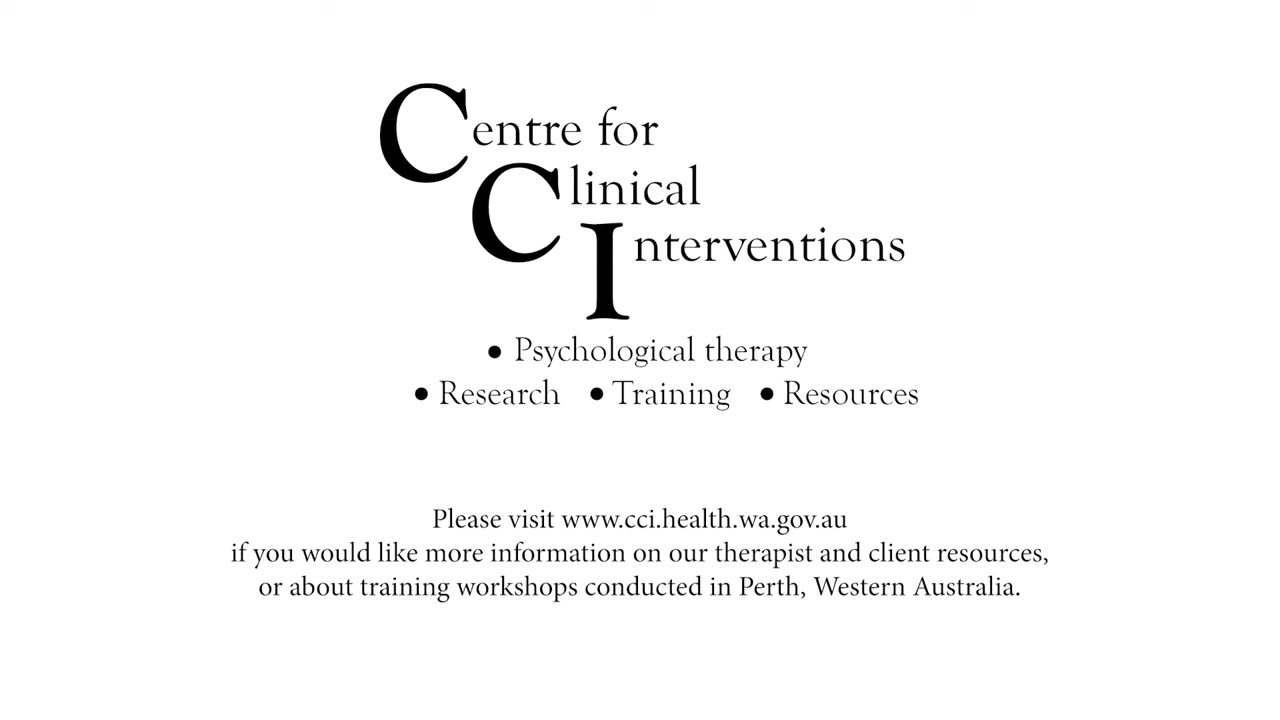 Centre for
Clinical
Interventions
• Psychological therapy
• Research • Training • Resources
Please visit www.cci.health.wa.gov.au
if you would like more information on our therapist and client resources,
or about training workshops conducted in Perth, Western Australia.